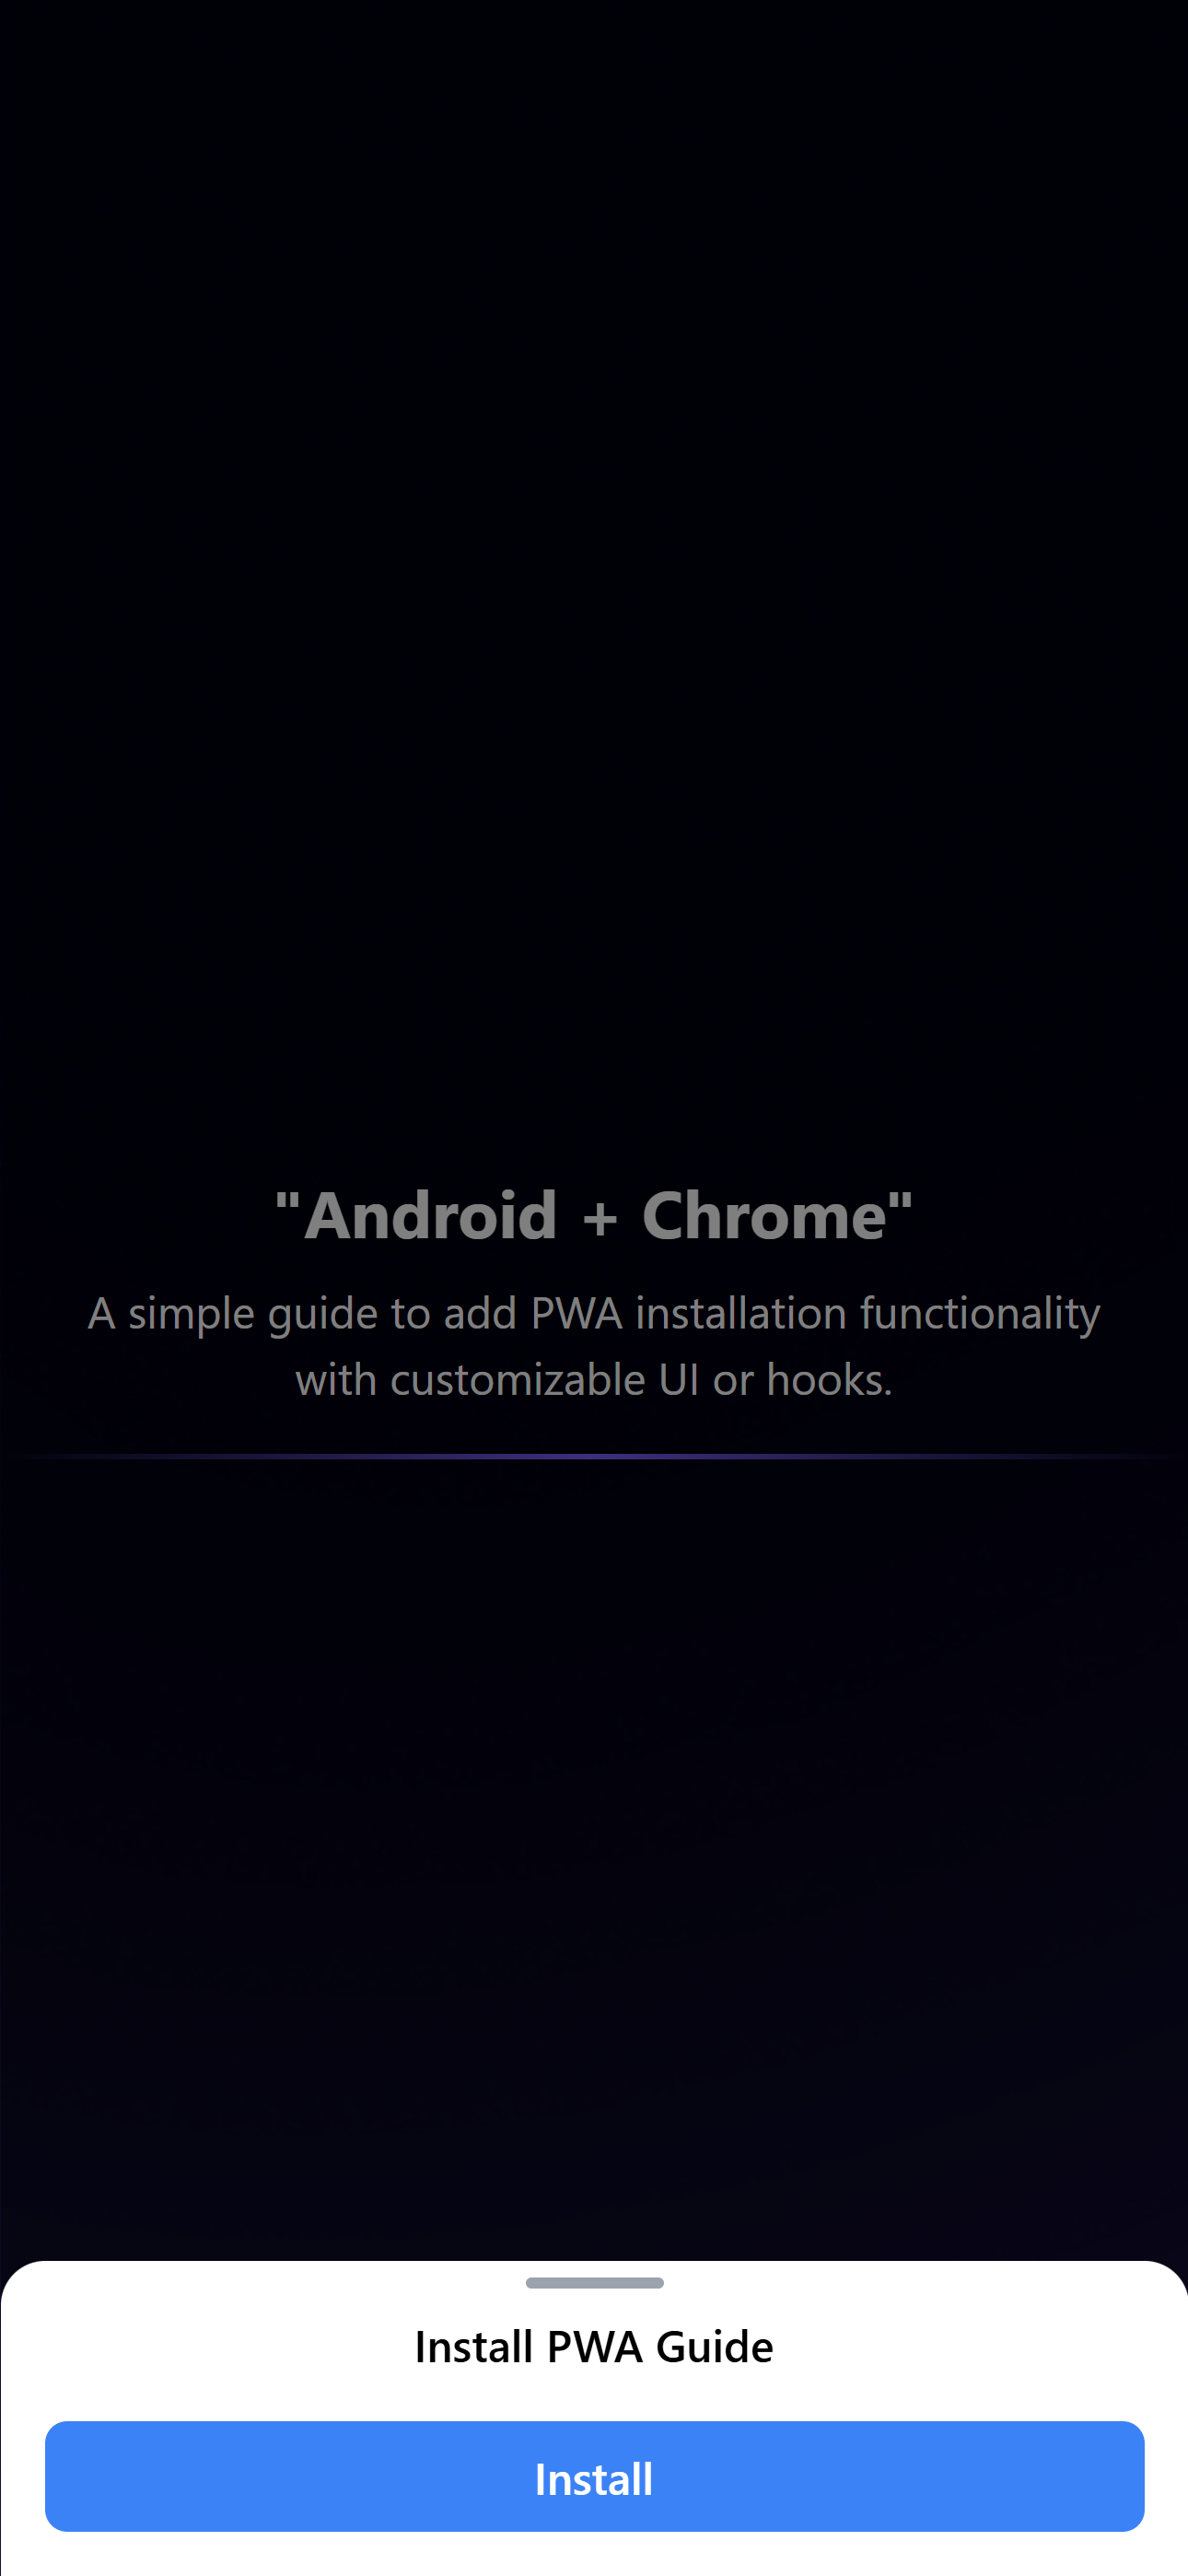 "Android + Chrome"
A simple guide to add PWA installation functionality
with customizable UI or hooks.
Install PWA Guide
Install